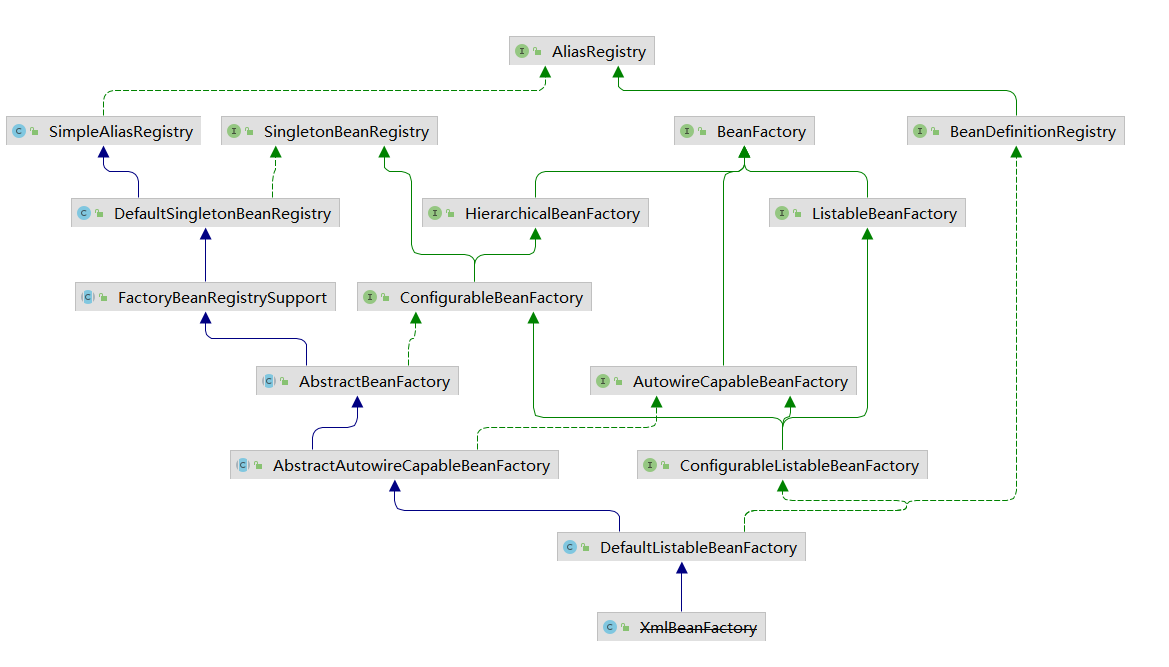 AliasRegistry
SimpleAliasRegistry
SingletonBeanRegistry
BeanFactory
BeanDefinitionRegistry
DefaultSingletonBeanRegistry
HierarchicalBeanFactory
ListableBeanFactory
FactoryBeanRegistrySupport
ConfigurableBeanFactory
AbstractBeanFactory
AutowireCapableBeanFactory
AbstractAutowireCapableBeanFactory
ConfigurableListableBeanFactory
DefaultListableBeanFactory
XmlBeanFactory